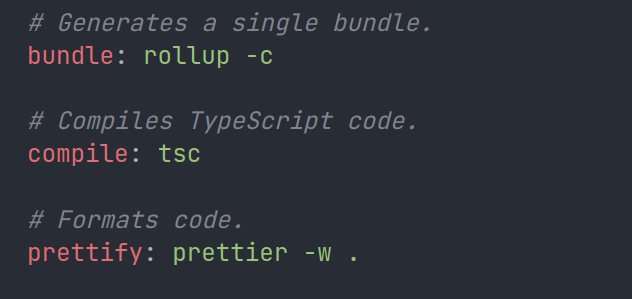 # Generates a single bundle.
bundle: rollup -c
# Compiles TypeScript code.
compile: tsc
# Formats code.
prettify: prettier -w .